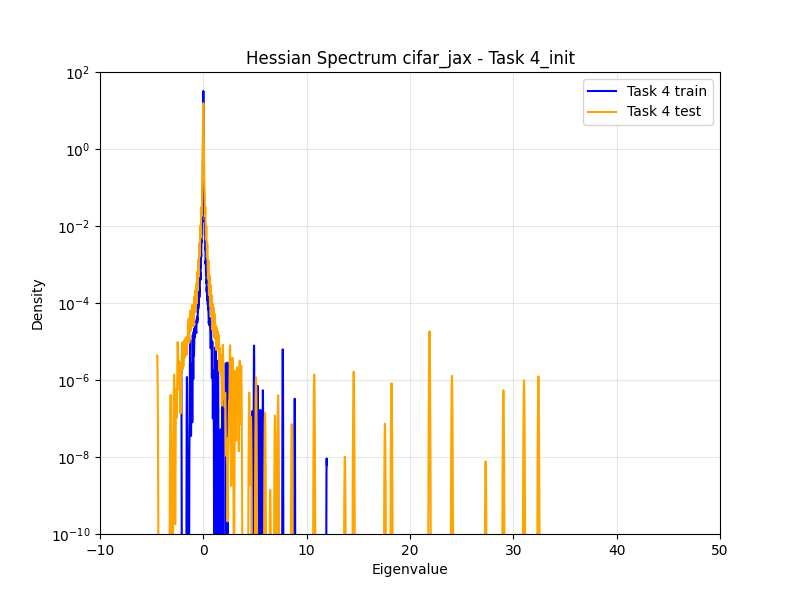 Hessian Spectrum cifar_jax - Task 4_init
Task 4 train
Task 4 test
10^2
10^0
10^-2
10^-4
10^-6
10^-8
10^-10
Density
-10 0 10 20 30 40 50
Eigenvalue